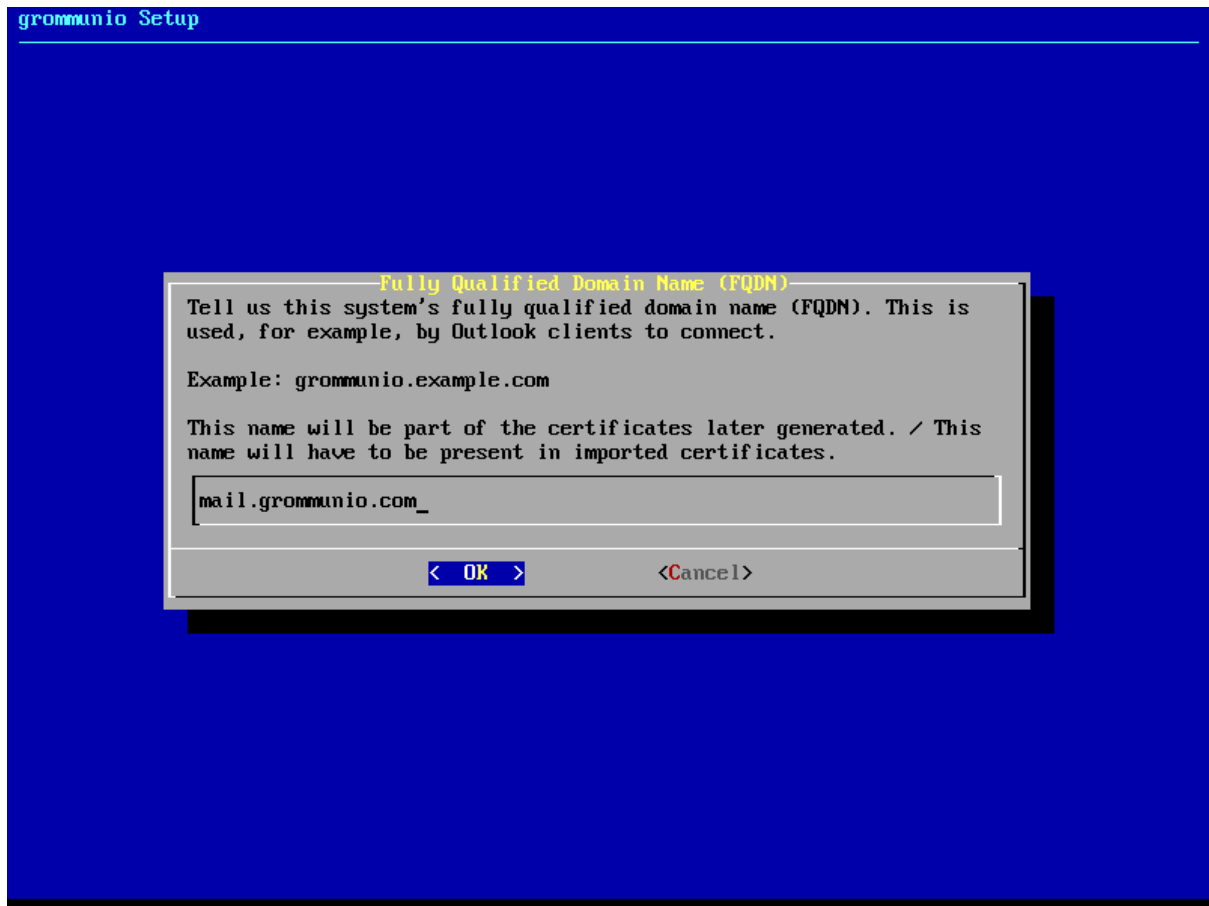 grommunio Setup
Fully Qualified Domain Name (FQDN)
Tell us this system's fully qualified domain name (FQDN). This is
used, for example, by Outlook clients to connect.
Example: grommunio.example.com
This name will be part of the certificates later generated. / This
name will have to be present in imported certificates.
mail.grommunio.com_
< OK > <Cancel>